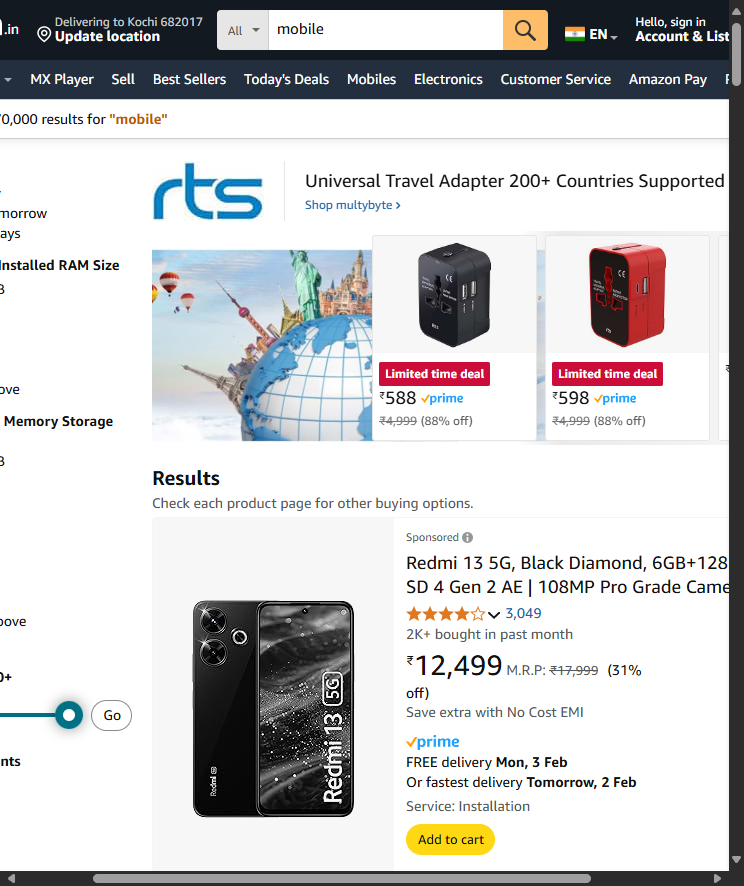 .in
Delivering to Kochi 682017
Update location
All
mobile
EN
Hello, sign in
Account & List
MX Player
Sell
Best Sellers
Today's Deals
Mobiles
Electronics
Customer Service
Amazon Pay
0,000 results for "mobile"
rts
Universal Travel Adapter 200+ Countries Supported
Shop multybyte ›
morrow
ays
Installed RAM Size
B
ove
Memory Storage
B
Limited time deal
₹588 prime
₹4,999 (88% off)
Limited time deal
₹598 prime
₹4,999 (88% off)
₹
Results
Check each product page for other buying options.
Sponsored
Redmi 13 5G, Black Diamond, 6GB+128
SD 4 Gen 2 AE | 108MP Pro Grade Came
3,049
2K+ bought in past month
₹12,499 M.R.P: ₹17,999 (31%
off)
Save extra with No Cost EMI
prime
FREE delivery Mon, 3 Feb
Or fastest delivery Tomorrow, 2 Feb
Service: Installation
Add to cart
Redmi 13 5G
Redmi
ove
0+
Go
nts